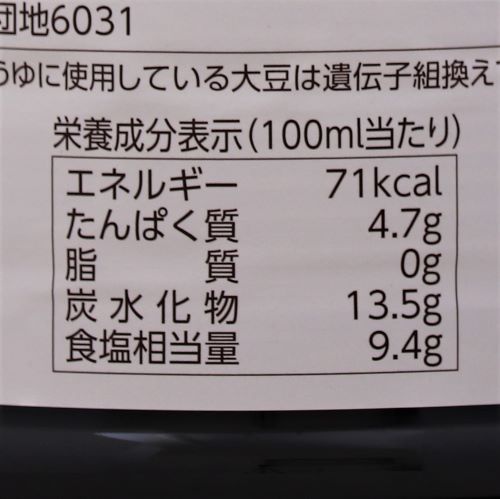 団地6031
うゆに使用している大豆は遺伝子組換え
栄養成分表示(100ml当たり)
エネルギー 71kcal
たんぱく質 4.7g
脂質 0g
炭水化物 13.5g
食塩相当量 9.4g